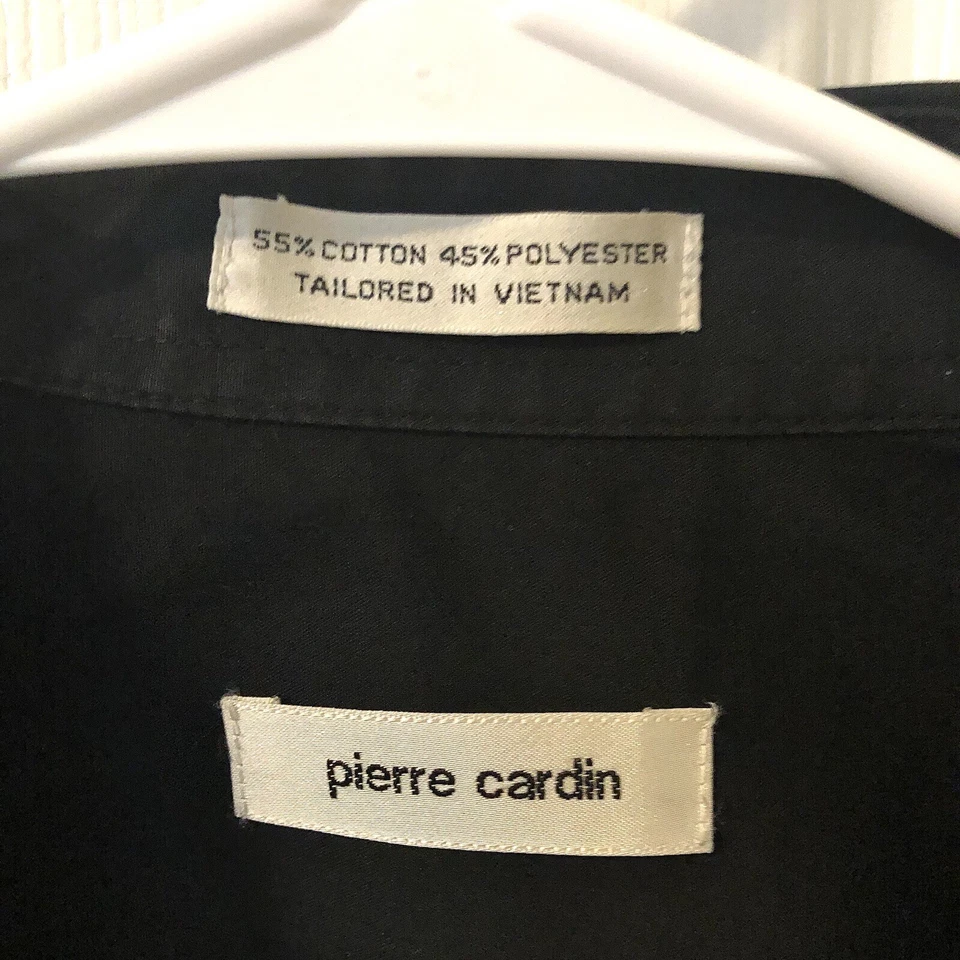 55% COTTON 45% POLYESTER
TAILORED IN VIETNAM
pierre cardin